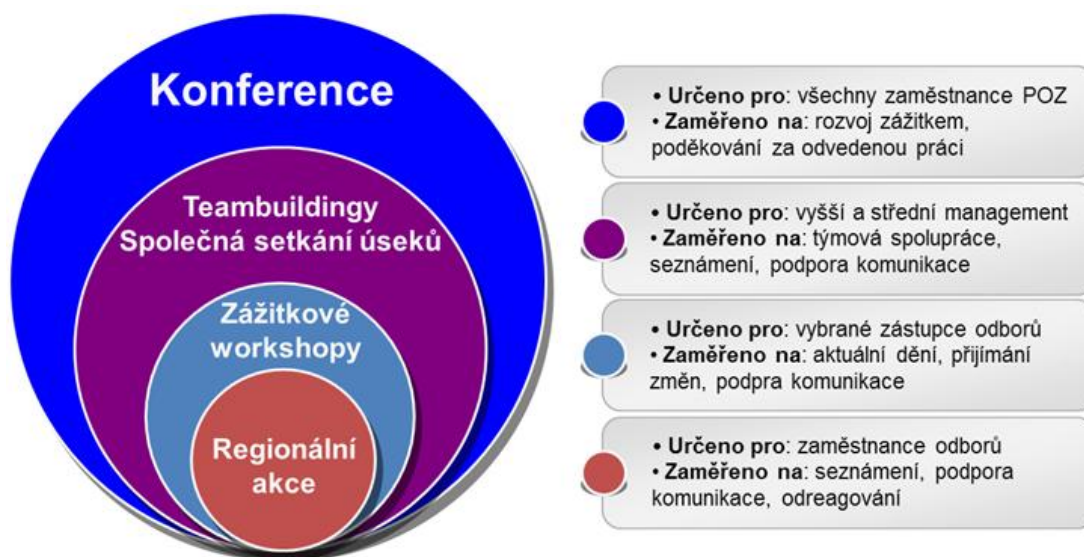 Konference
Teambuildingy
Společná setkání úseků
Zážitkové
workshopy
Regionální
akce
• Určeno pro: všechny zaměstnance POZ
• Zaměřeno na: rozvoj zážitkem,
poděkování za odvedenou práci
• Určeno pro: vyšší a střední management
• Zaměřeno na: týmová spolupráce,
seznámení, podpora komunikace
• Určeno pro: vybrané zástupce odborů
• Zaměřeno na: aktuální dění, přijímání
změn, podpra komunikace
• Určeno pro: zaměstnance odborů
• Zaměřeno na: seznámení, podpora
komunikace, odreagování